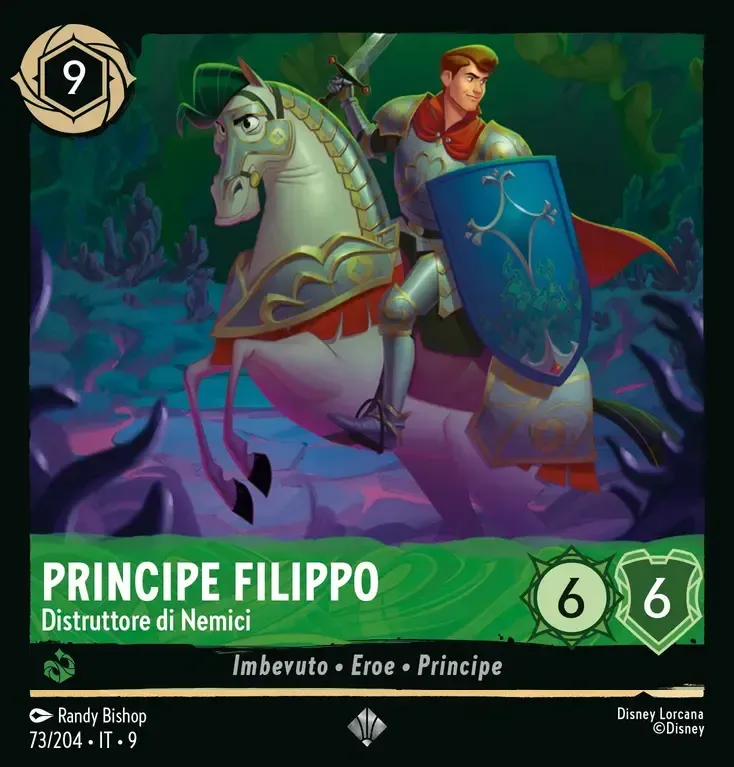 9
PRINCIPE FILIPPO
Distruttore di Nemici
6 6
Imbevuto • Eroe • Principe
Randy Bishop
Disney Lorcana
73/204 • IT • 9
©Disney